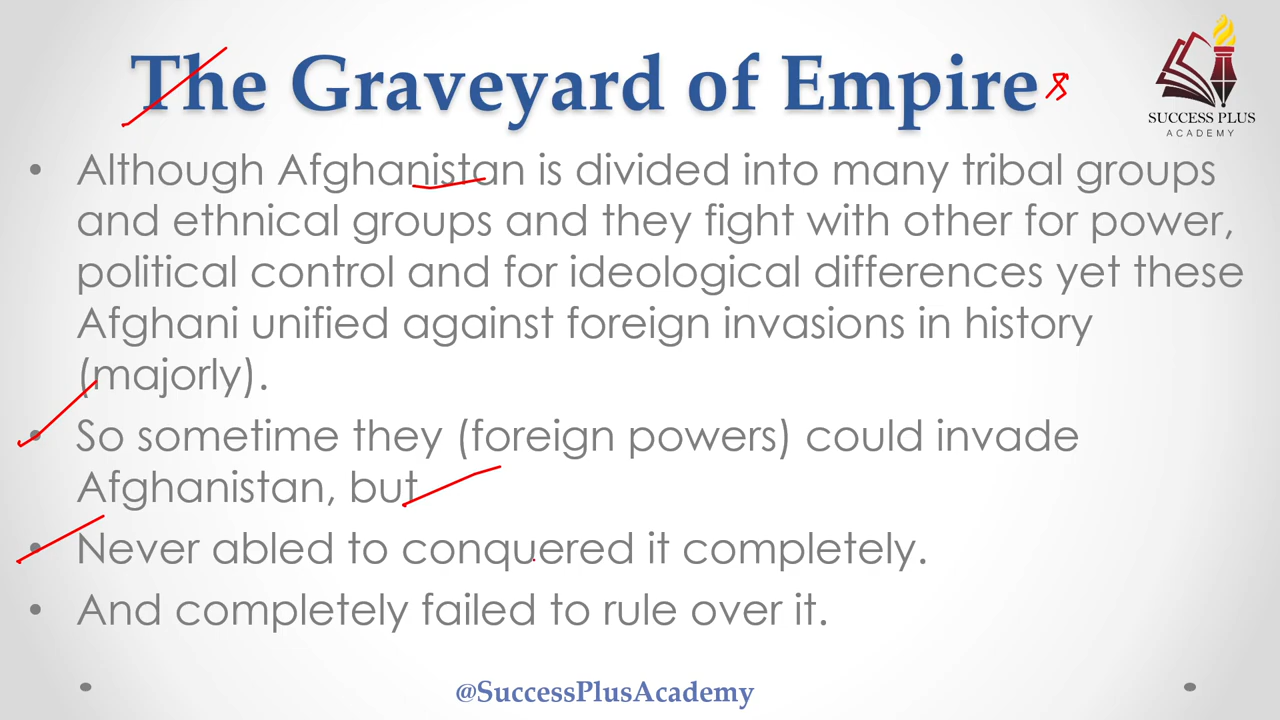 The Graveyard of Empires
SUCCESS PLUS
ACADEMY
• Although Afghanistan is divided into many tribal groups
and ethnical groups and they fight with other for power,
political control and for ideological differences yet these
Afghani unified against foreign invasions in history
(majorly).
• So sometime they (foreign powers) could invade
Afghanistan, but
• Never abled to conquered it completely.
• And completely failed to rule over it.
@SuccessPlusAcademy